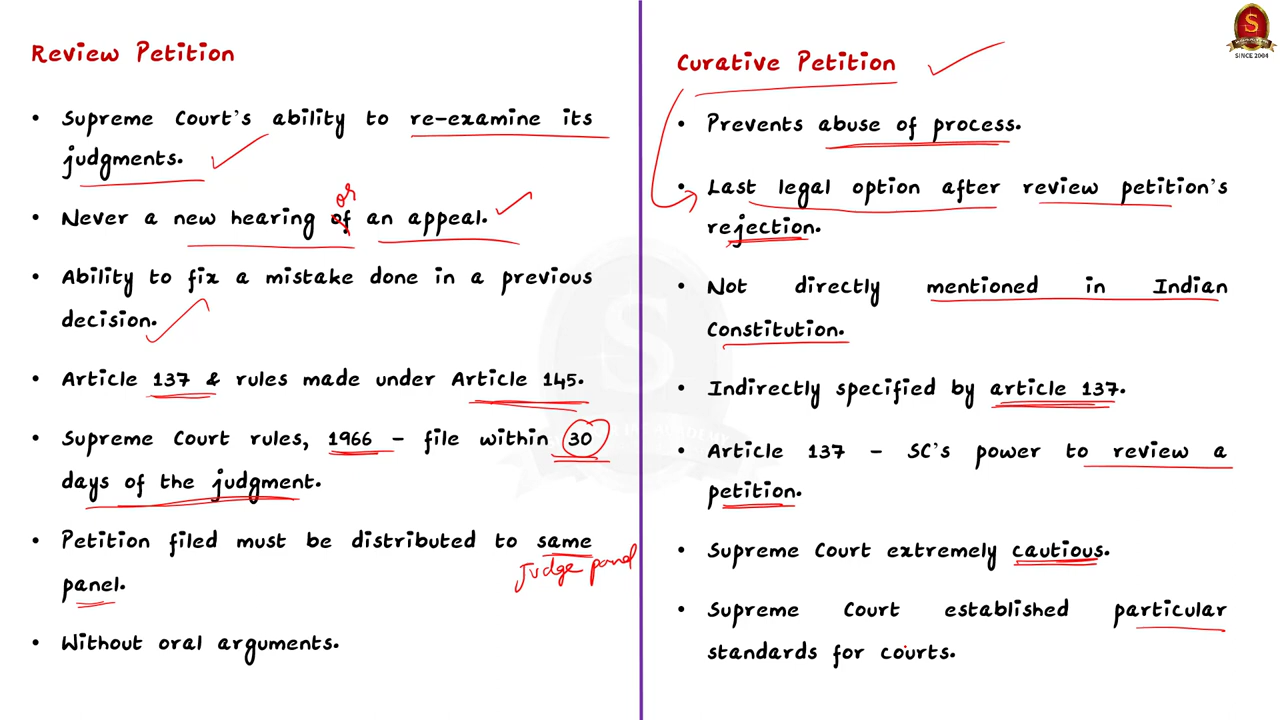 Review Petition
• Supreme Court's ability to re-examine its
judgments.
or
• Never a new hearing of an appeal.
• Ability to fix a mistake done in a previous
decision.
• Article 137 & rules made under Article 145.
• Supreme Court rules, 1966 – file within 30
days of the judgment.
• Petition filed must be distributed to same
Judge panel
panel.
• Without oral arguments.
Curative Petition
• Prevents abuse of process.
• Last legal option after review petition's
rejection.
• Not directly mentioned in Indian
Constitution.
• Indirectly specified by article 137.
• Article 137 – SC's power to review a
petition.
• Supreme Court extremely cautious.
• Supreme Court established particular
standards for courts.
S
SINCE 2004